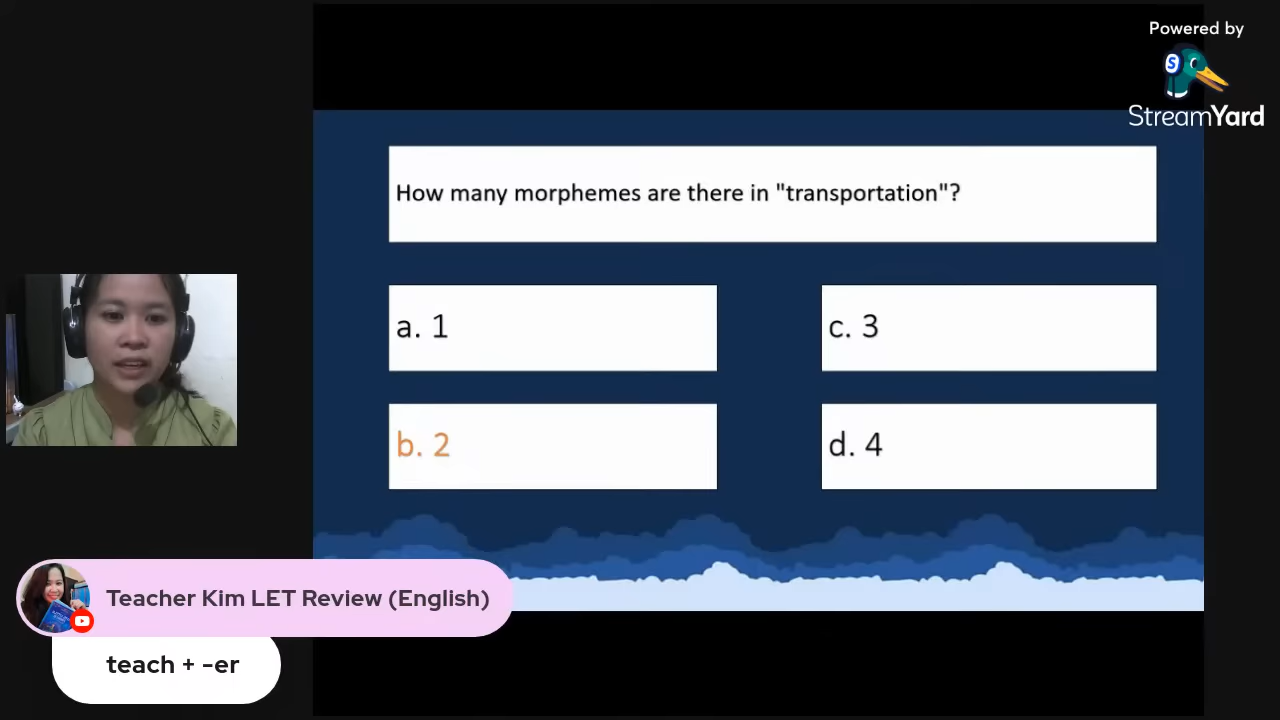 Powered by
S
StreamYard
How many morphemes are there in "transportation"?
a. 1
c. 3
b. 2
d. 4
Teacher Kim LET Review (English)
teach + -er